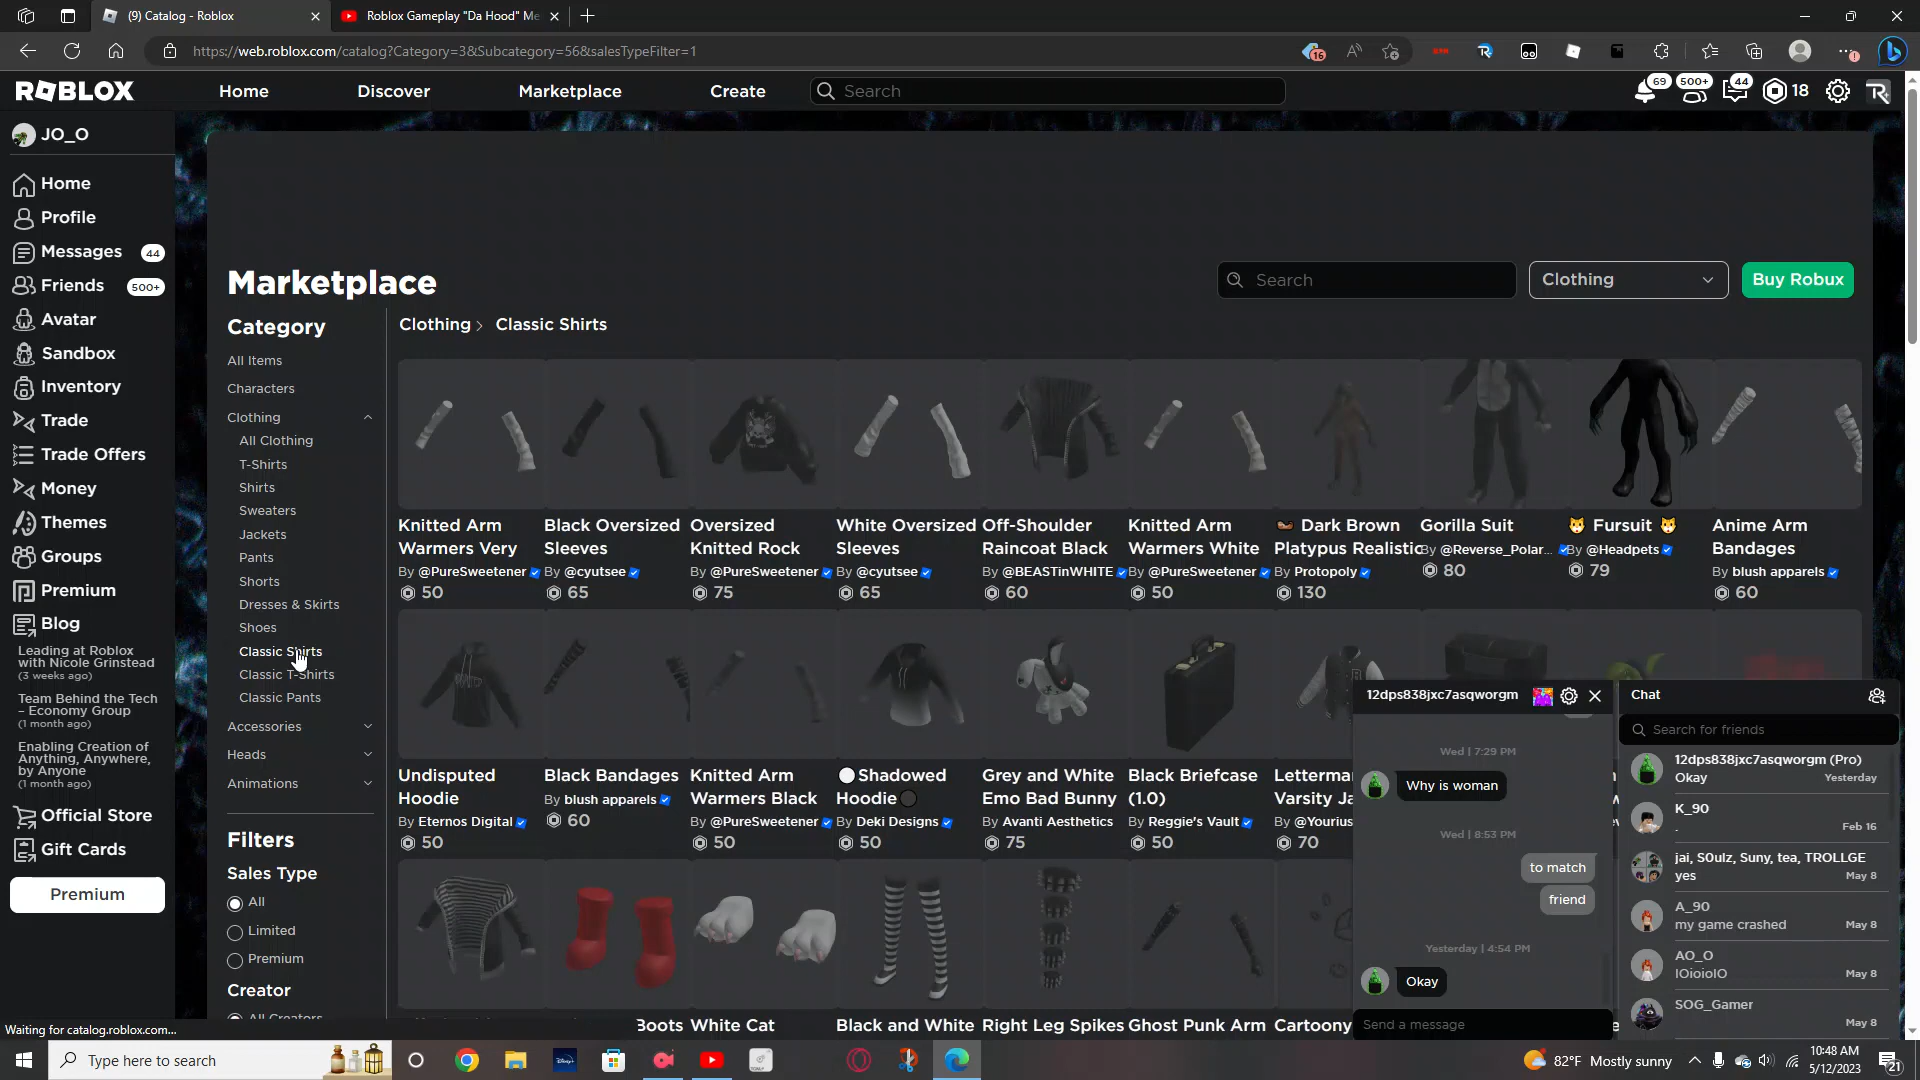 (9) Catalog - Roblox
Roblox Gameplay "Da Hood" Me
https://web.roblox.com/catalog?Category=3&Subcategory=56&salesTypeFilter=1
16
ROBLOX
Home
Discover
Marketplace
Create
Search
69
500+
44
18
JO_O
Home
Profile
Messages 44
Friends 500+
Avatar
Sandbox
Inventory
Trade
Trade Offers
Money
Themes
Groups
Premium
Blog
Leading at Roblox
with Nicole Grinstead
(3 weeks ago)
Team Behind the Tech
- Economy Group
(1 month ago)
Enabling Creation of
Anything, Anywhere,
by Anyone
(1 month ago)
Official Store
Gift Cards
Premium
Waiting for catalog.roblox.com...
Marketplace
Search
Clothing
Buy Robux
Category
All Items
Characters
Clothing
All Clothing
T-Shirts
Shirts
Sweaters
Jackets
Pants
Shorts
Dresses & Skirts
Shoes
Classic Shirts
Classic T-Shirts
Classic Pants
Accessories
Heads
Animations
Filters
Sales Type
All
Limited
Premium
Creator
All Creators
Clothing > Classic Shirts
Knitted Arm
Warmers Very
By @PureSweetener
50
Black Oversized
Sleeves
By @cyutsee
65
Oversized
Knitted Rock
By @PureSweetener
75
White Oversized
Sleeves
By @cyutsee
65
Off-Shoulder
Raincoat Black
By @BEASTinWHITE
60
Knitted Arm
Warmers White
By @PureSweetener
50
Dark Brown
Platypus Realistic
By Protopoly
130
Gorilla Suit
By @Reverse_Polar...
80
Fursuit
By @Headpets
79
Anime Arm
Bandages
By blush apparels
60
Undisputed
Hoodie
By Eternos Digital
50
Black Bandages
By blush apparels
60
Knitted Arm
Warmers Black
By @PureSweetener
50
Shadowed
Hoodie
By Deki Designs
50
Grey and White
Emo Bad Bunny
By Avanti Aesthetics
75
Black Briefcase
(1.0)
By Reggie's Vault
50
Letterma
Varsity Ja
By @Yourius
70
Boots
White Cat
Black and White
Right Leg Spikes
Ghost Punk Arm
Cartoony
12dps838jxc7asqworgm
Wed | 7:29 PM
Why is woman
Wed | 8:53 PM
to match
friend
Yesterday | 4:54 PM
Okay
Send a message
Chat
Search for friends
12dps838jxc7asqworgm (Pro)
Okay
Yesterday
K_90
.
Feb 16
jai, S0ulz, Suny, tea, TROLLGE
yes
May 8
A_90
my game crashed
May 8
AO_O
IOioioIO
May 8
SOG_Gamer
May 8
Type here to search
82°F Mostly sunny
10:48 AM
5/12/2023
21